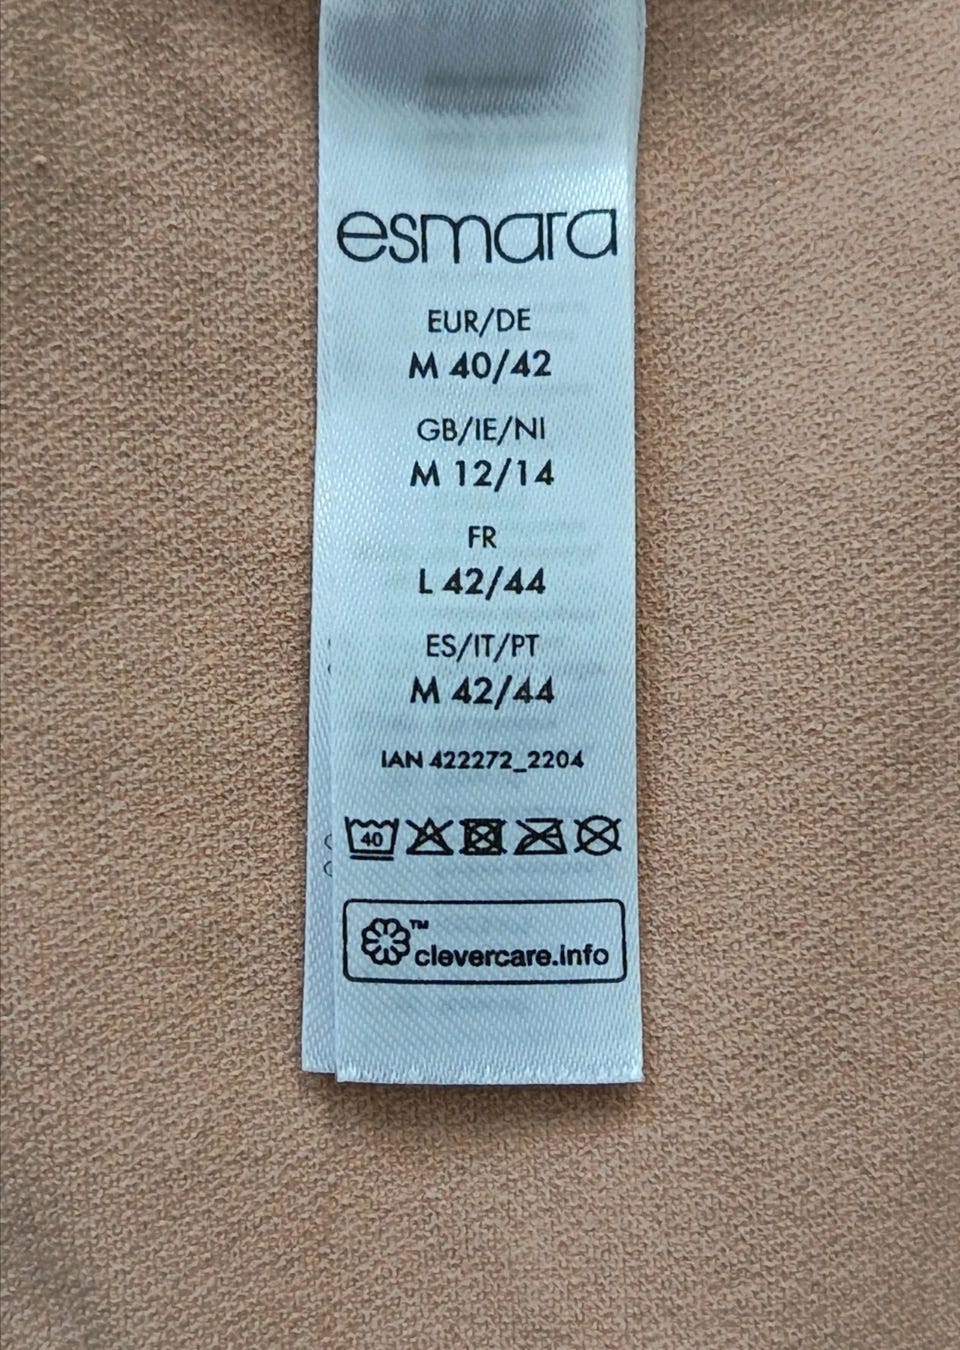 esmara
EUR/DE
M 40/42
GB/IE/NI
M 12/14
FR
L 42/44
ES/IT/PT
M 42/44
IAN 422272_2204
40
™
clevercare.info